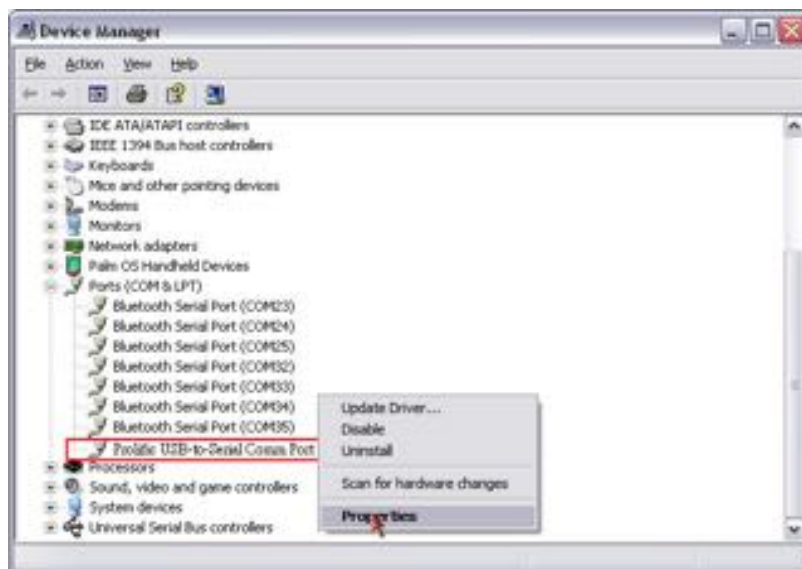 Device Manager
File Action View Help
IDE ATA/ATAPI controllers
IEEE 1394 Bus host controllers
Keyboards
Mice and other pointing devices
Modems
Monitors
Network adapters
Palm OS Handheld Devices
Ports (COM & LPT)
Bluetooth Serial Port (COM23)
Bluetooth Serial Port (COM24)
Bluetooth Serial Port (COM25)
Bluetooth Serial Port (COM32)
Bluetooth Serial Port (COM33)
Bluetooth Serial Port (COM34)
Bluetooth Serial Port (COM35)
Prolific USB-to-Serial Comm Port
Processors
Sound, video and game controllers
System devices
Universal Serial Bus controllers
Update Driver...
Disable
Uninstall
Scan for hardware changes
Properties